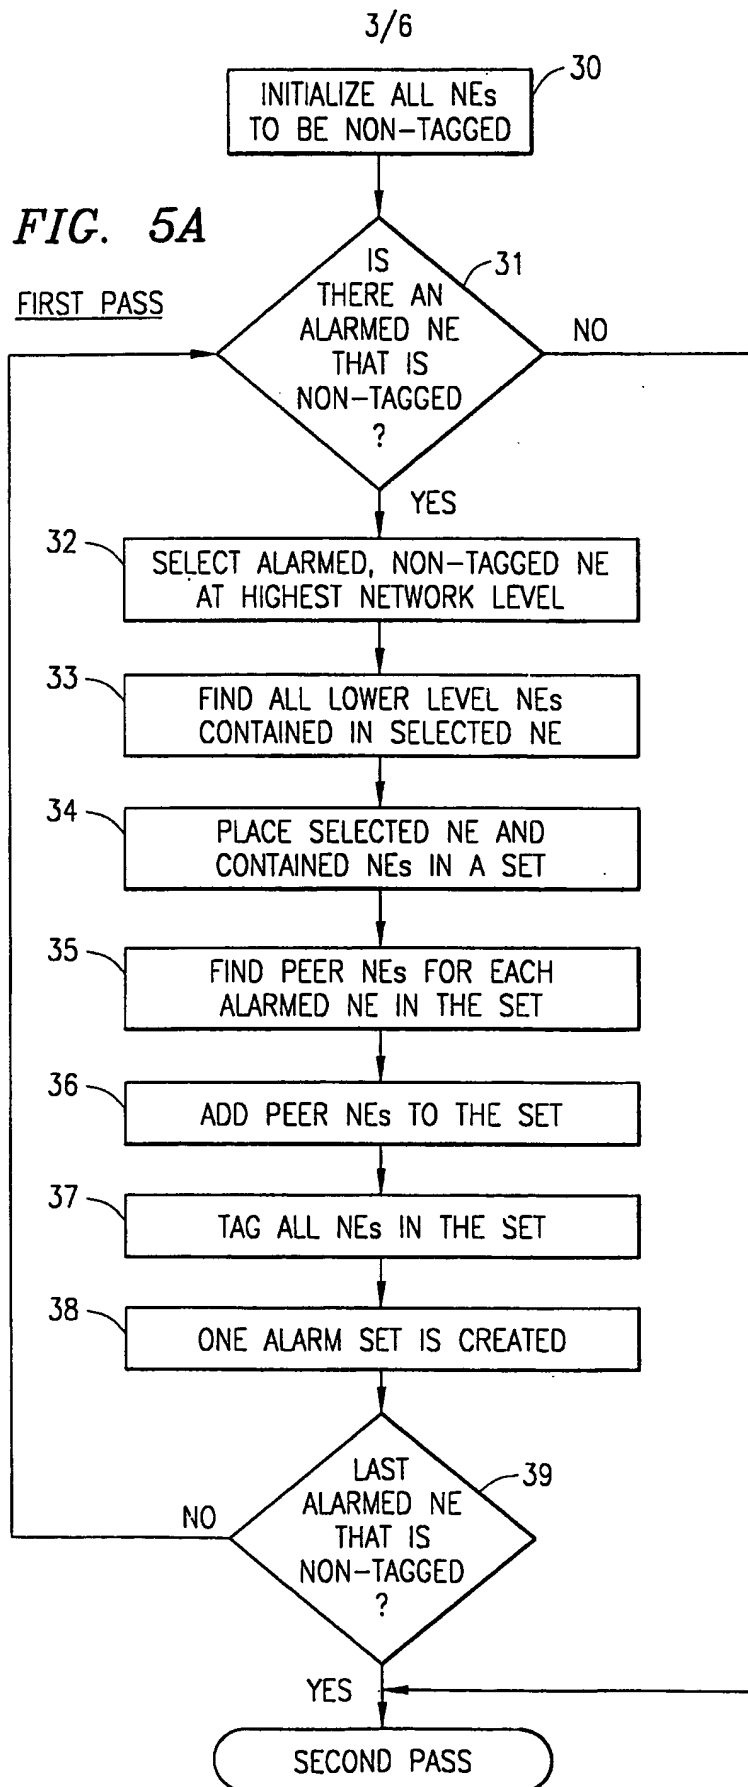 3/6
30
INITIALIZE ALL NEs
TO BE NON-TAGGED
FIG. 5A
FIRST PASS
31
IS
THERE AN
ALARMED NE
THAT IS
NON-TAGGED
?
NO
YES
32
SELECT ALARMED, NON-TAGGED NE
AT HIGHEST NETWORK LEVEL
33
FIND ALL LOWER LEVEL NEs
CONTAINED IN SELECTED NE
34
PLACE SELECTED NE AND
CONTAINED NEs IN A SET
35
FIND PEER NEs FOR EACH
ALARMED NE IN THE SET
36
ADD PEER NEs TO THE SET
37
TAG ALL NEs IN THE SET
38
ONE ALARM SET IS CREATED
39
LAST
ALARMED NE
THAT IS
NON-TAGGED
?
NO
YES
SECOND PASS